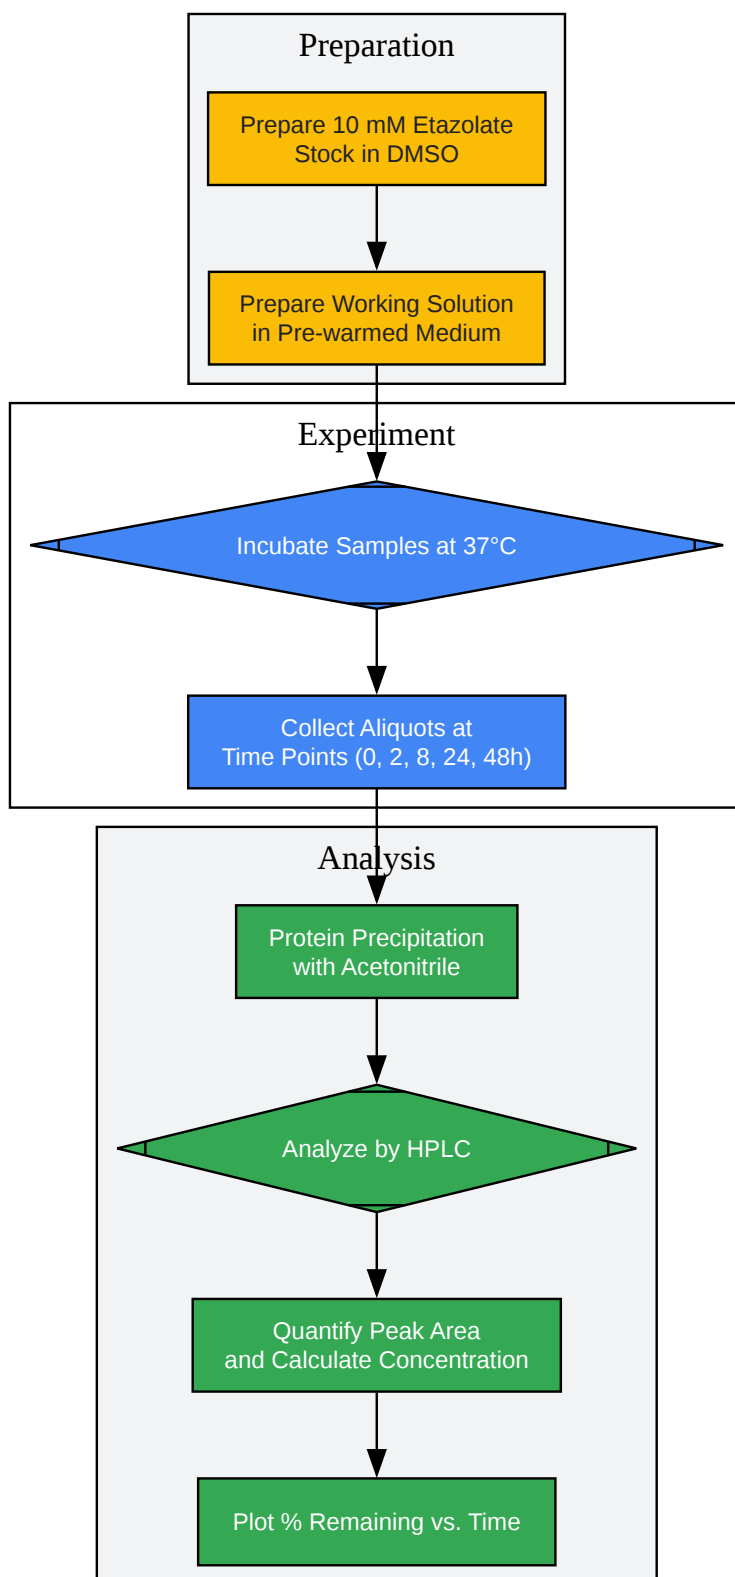 Preparation
Prepare 10 mM Etazolate
Stock in DMSO
Prepare Working Solution
in Pre-warmed Medium
Experiment
Incubate Samples at 37°C
Collect Aliquots at
Time Points (0, 2, 8, 24, 48h)
Analysis
Protein Precipitation
with Acetonitrile
Analyze by HPLC
Quantify Peak Area
and Calculate Concentration
Plot % Remaining vs. Time